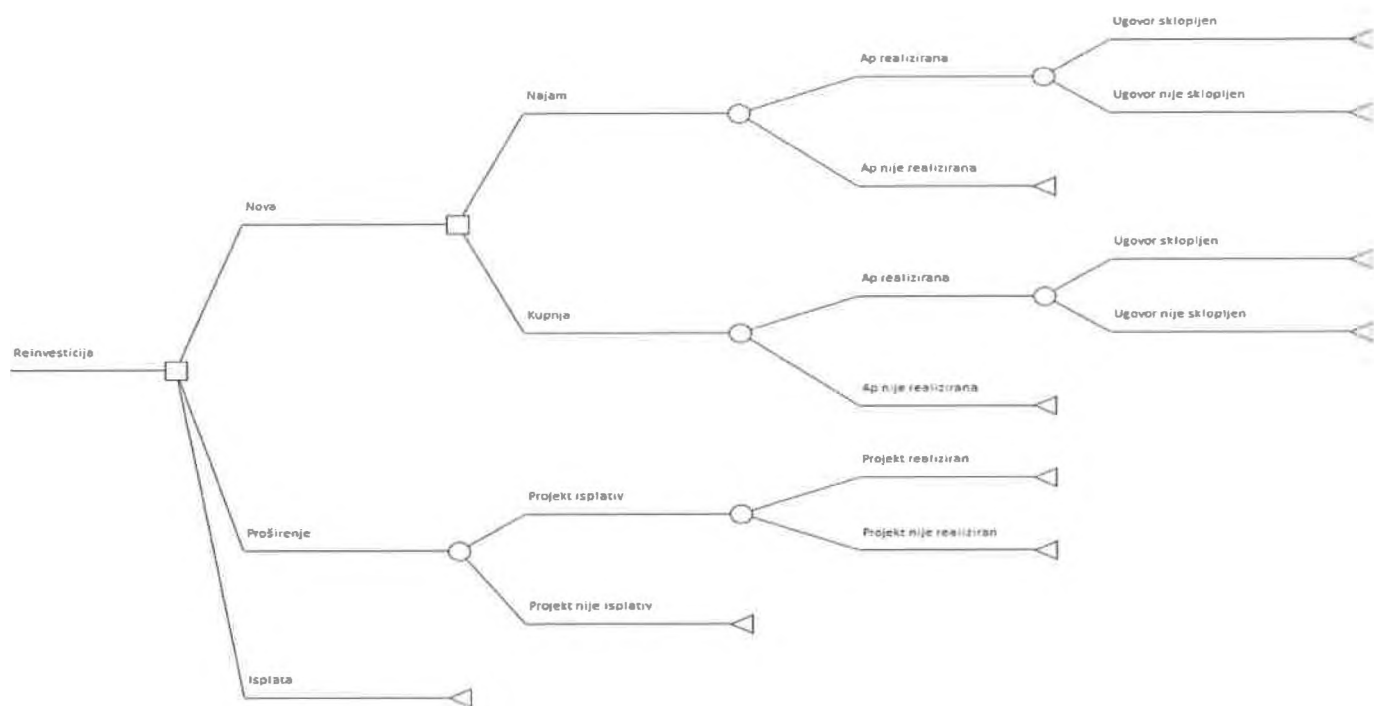 Ugovor sklopljen
Ap realizirana
Ugovor nije sklopljen
Najam
Ap nije realizirana
Nova
Ugovor sklopljen
Ap realizirana
Kupnja
Ugovor nije sklopljen
Reinvesticija
Ap nije realizirana
Projekt realiziran
Projekt isplativ
Proširenje
Projekt nije realiziran
Projekt nije isplativ
Isplata